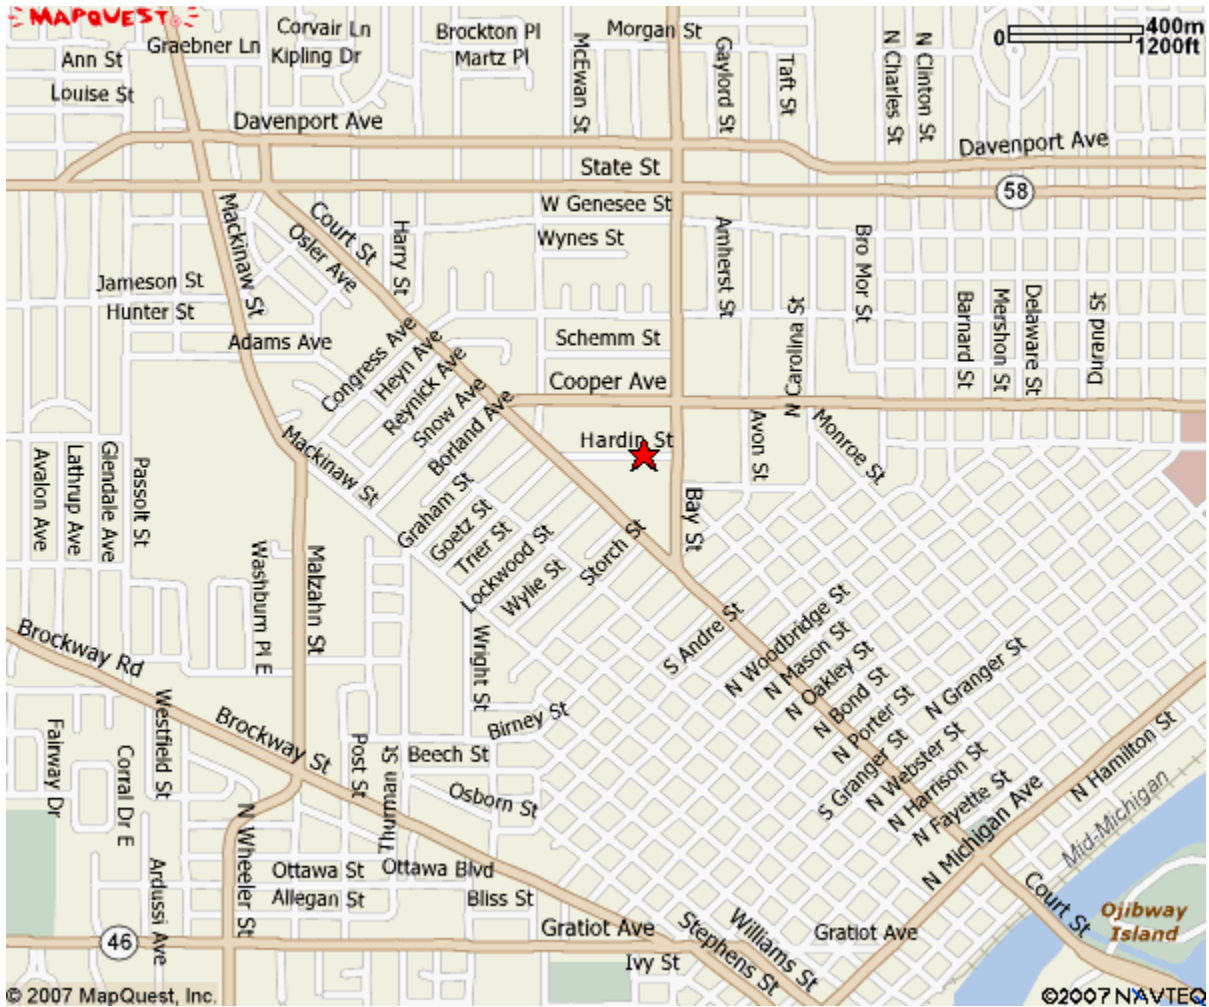 MAPQUEST
400m
1200ft
0
Graebner Ln
Corvair Ln
Kipling Dr
Brockton Pl
Martz Pl
Morgan St
McEwan St
Gaylord St
Taft St
N Charles St
N Clinton St
Ann St
Louise St
Davenport Ave
Davenport Ave
State St
58
W Genesee St
Wynes St
Mackinaw St
Court St
Osler Ave
Harry St
Amherst St
Bro Mor St
Jameson St
Hunter St
Adams Ave
Schemm St
N Carolina St
Barnard St
Mershon St
Delaware St
Durand St
Congress Ave
Heyn Ave
Reynick Ave
Snow Ave
Borland Ave
Cooper Ave
Hardin St
Avon St
Monroe St
Mackinaw St
Avalon Ave
Lathrup Ave
Glendale Ave
Passolt St
Graham St
Goetz St
Trier St
Lockwood St
Wylie St
Storch St
Bay St
Washburn Pl E
Malzahn St
Brockway Rd
Wright St
S Andre St
N Woodbridge St
N Mason St
N Oakley St
N Bond St
N Porter St
N Granger St
S Granger St
N Webster St
N Harrison St
N Fayette St
N Michigan Ave
N Hamilton St
Mid-Michigan
Birney St
Brockway St
Beech St
Osborn St
Fairway Dr
Corral Dr E
Westfield St
Post St
Thurman St
N Wheeler St
Ardussi Ave
Ottawa St
Ottawa Blvd
Allegan St
Bliss St
Gratiot Ave
Gratiot Ave
Ivy St
Stephens St
Williams St
Court St
Ojibway
Island
46
© 2007 MapQuest, Inc.
©2007 NAVTEQ